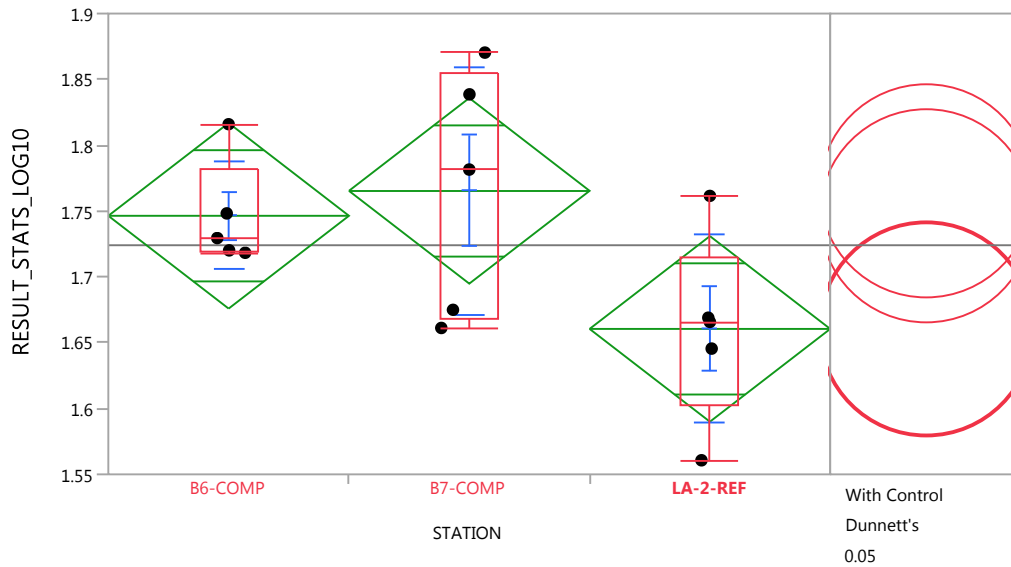 RESULT_STATS_LOG10
1.9
1.85
1.8
1.75
1.7
1.65
1.6
1.55
B6-COMP
B7-COMP
LA-2-REF
STATION
With Control
Dunnett's
0.05